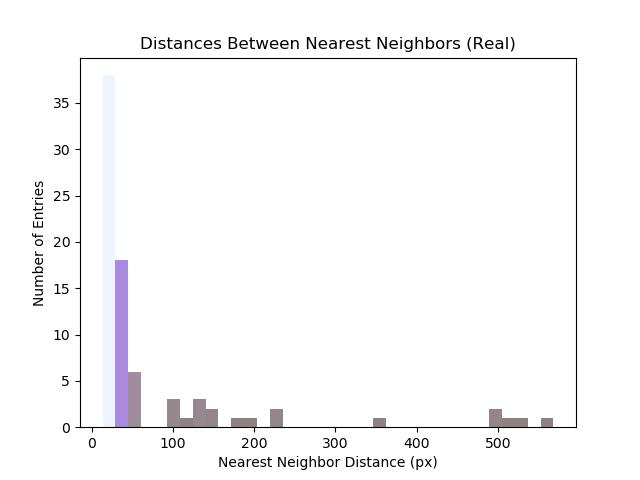 Distances Between Nearest Neighbors (Real)
Number of Entries
35
30
25
20
15
10
5
0
0 100 200 300 400 500
Nearest Neighbor Distance (px)